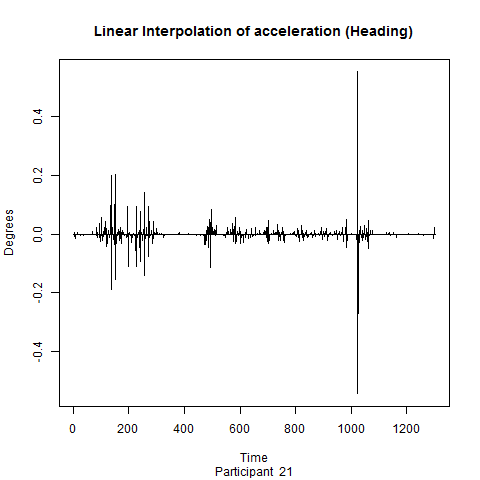 Linear Interpolation of acceleration (Heading)
Degrees
0.4
0.2
0.0
-0.2
-0.4
0 200 400 600 800 1000 1200
Time
Participant 21